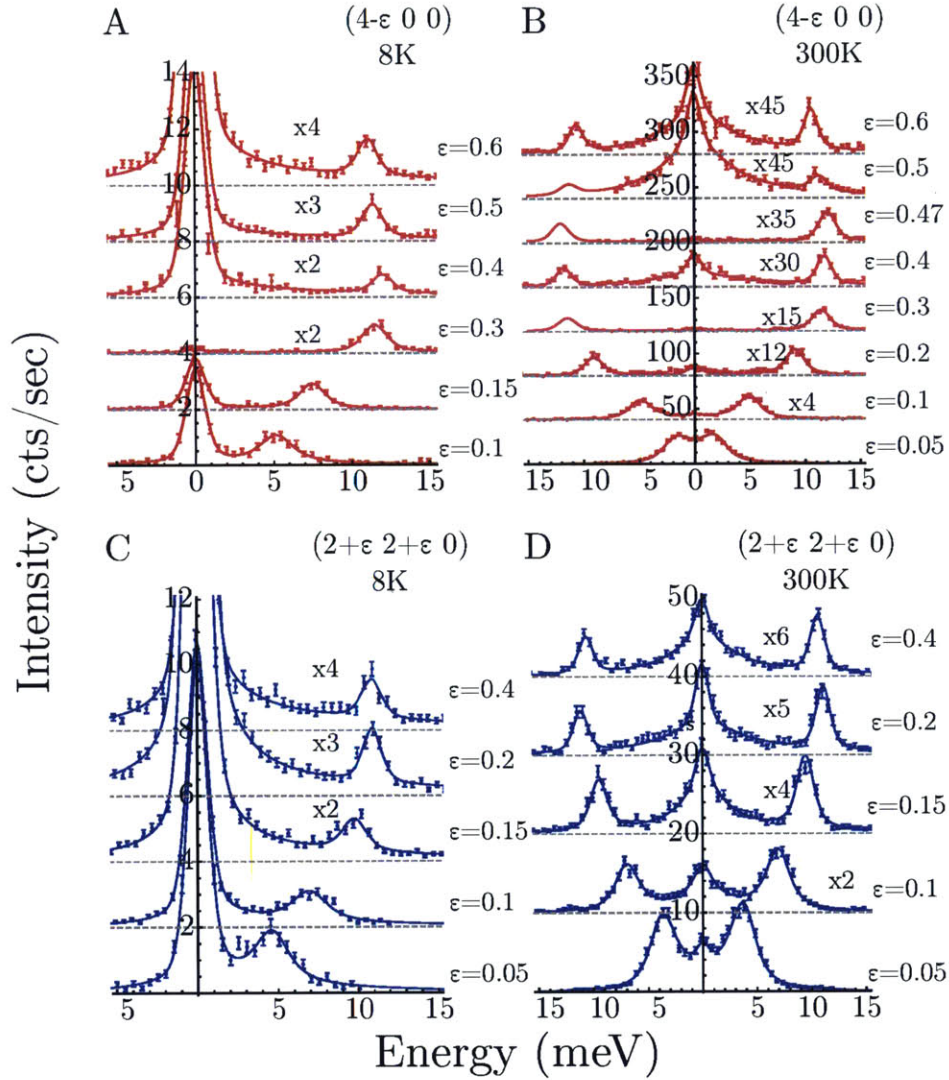 A
(4-ε 0 0)
8K
14
12
10
8
6
4
2
x4
x3
x2
x2
ε=0.6
ε=0.5
ε=0.4
ε=0.3
ε=0.15
ε=0.1
5 0 5 10 15
B
(4-ε 0 0)
300K
350
300
250
200
150
100
50
x45
x45
x35
x30
x15
x12
x4
ε=0.6
ε=0.5
ε=0.47
ε=0.4
ε=0.3
ε=0.2
ε=0.1
ε=0.05
15 10 5 0 5 10 15
Intensity (cts/sec)
C
(2+ε 2+ε 0)
8K
12
10
8
6
4
2
x4
x3
x2
ε=0.4
ε=0.2
ε=0.15
ε=0.1
ε=0.05
5 0 5 10 15
D
(2+ε 2+ε 0)
300K
50
40
30
20
10
x6
x5
x4
x2
ε=0.4
ε=0.2
ε=0.15
ε=0.1
ε=0.05
15 10 5 0 5 10 15
Energy (meV)